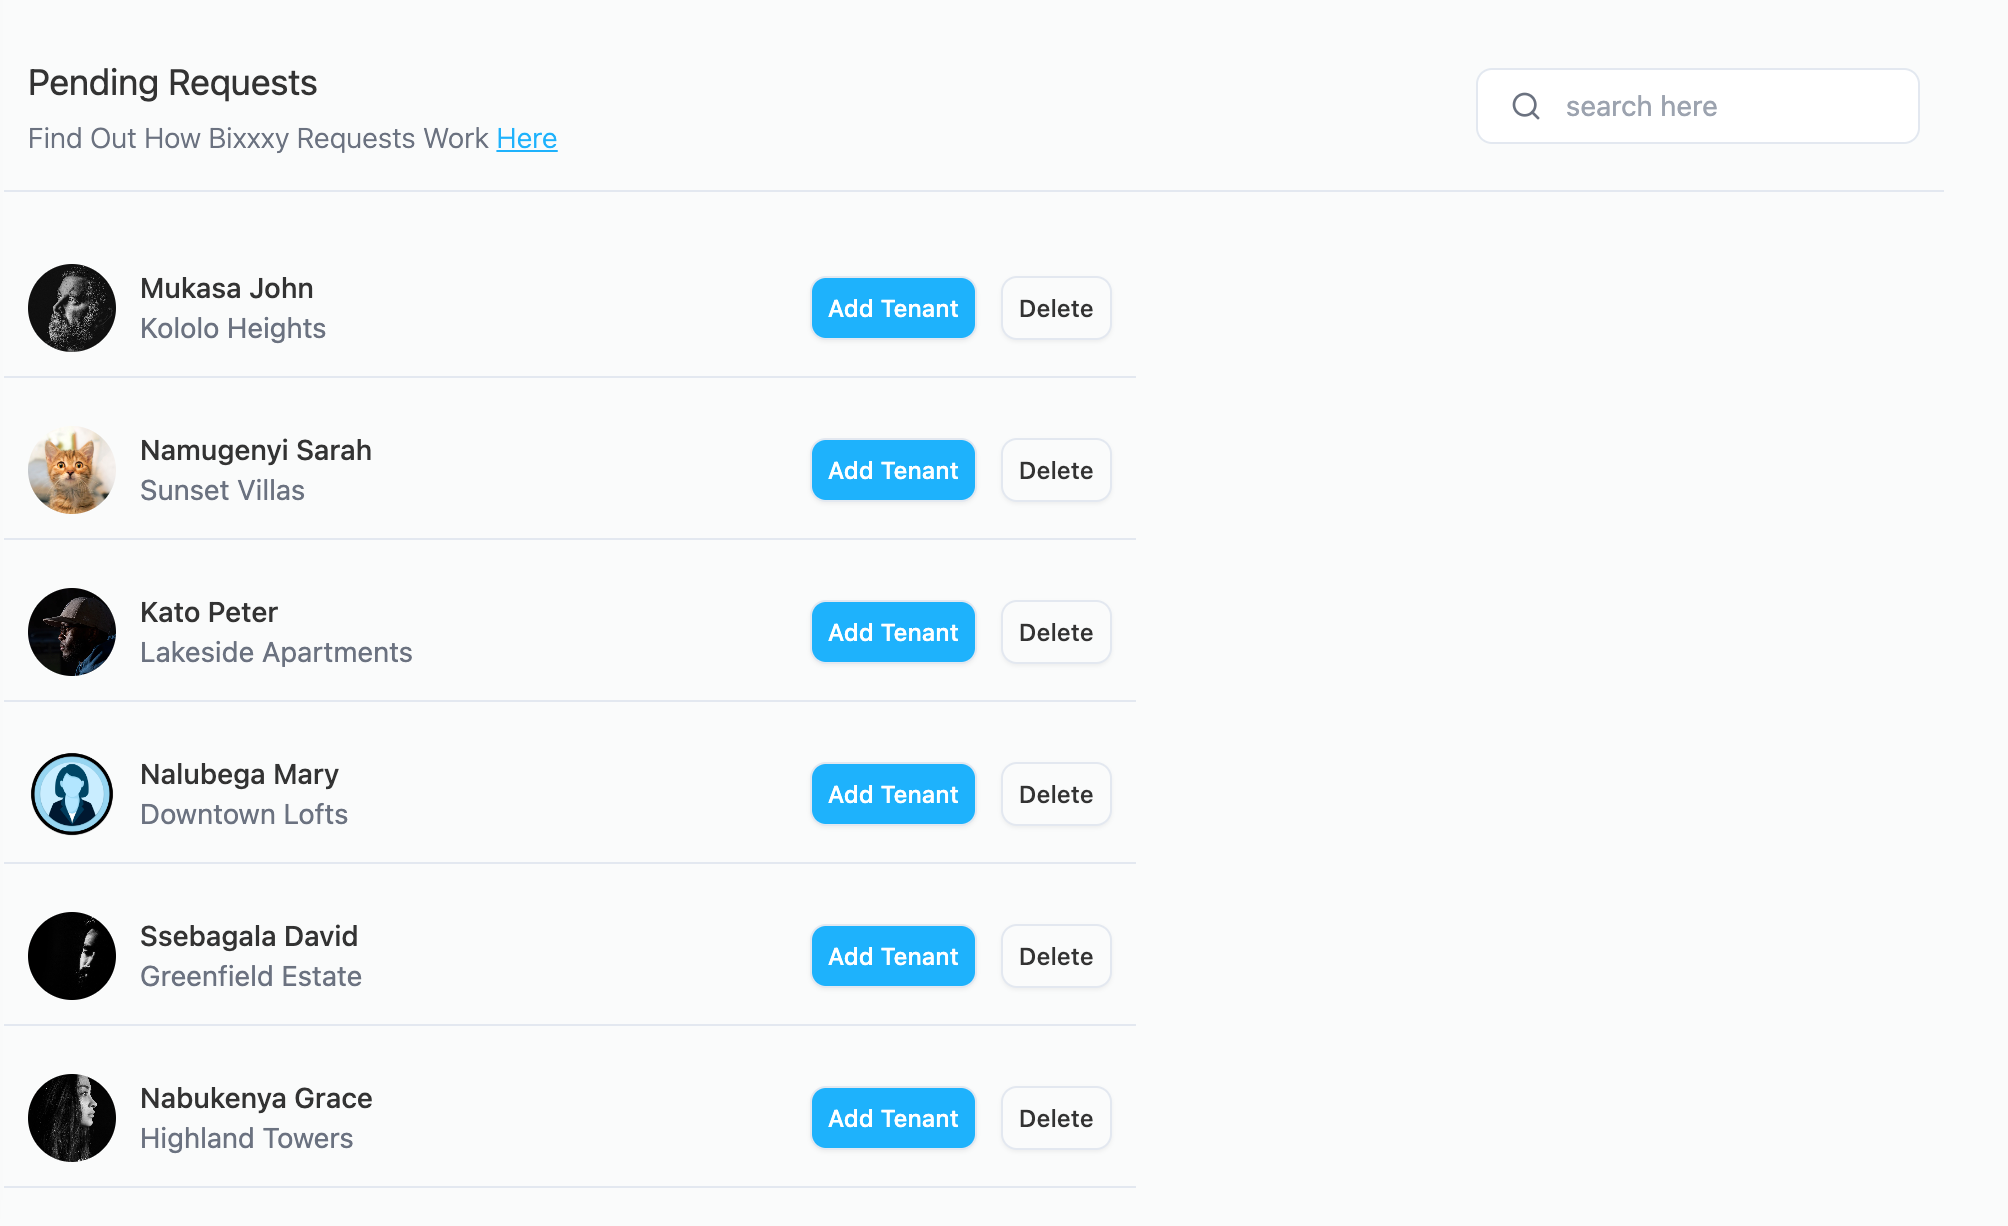 Pending Requests
Find Out How Bixxxy Requests Work Here
search here
Mukasa John
Kololo Heights
Add Tenant
Delete
Namugenyi Sarah
Sunset Villas
Add Tenant
Delete
Kato Peter
Lakeside Apartments
Add Tenant
Delete
Nalubega Mary
Downtown Lofts
Add Tenant
Delete
Ssebagala David
Greenfield Estate
Add Tenant
Delete
Nabukenya Grace
Highland Towers
Add Tenant
Delete